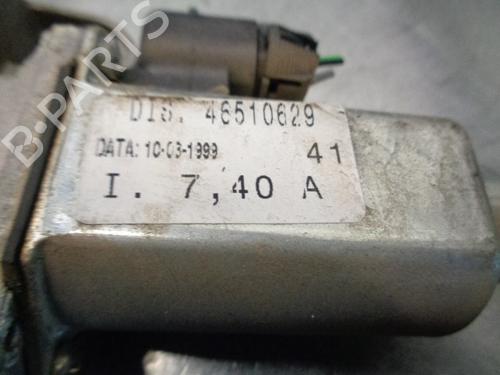 B-PARTS
DIS. 46510629
DATA: 10-03-1999 41
I. 7,40 A